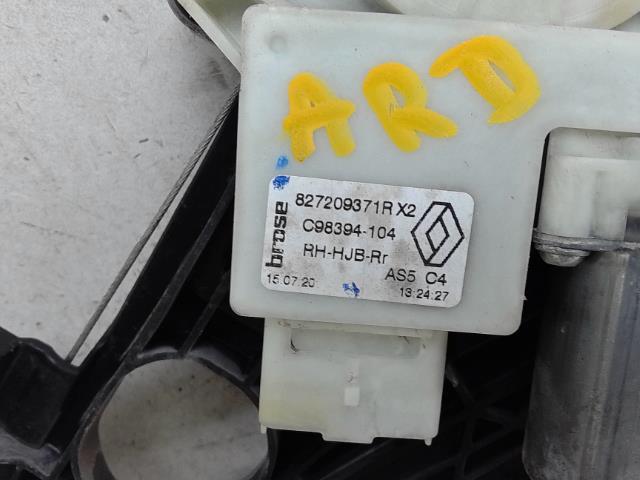 ARD
brose
827209371R X2
C98394-104
RH-HJB-Rr
AS5 C4
15.07.20
13:24:27